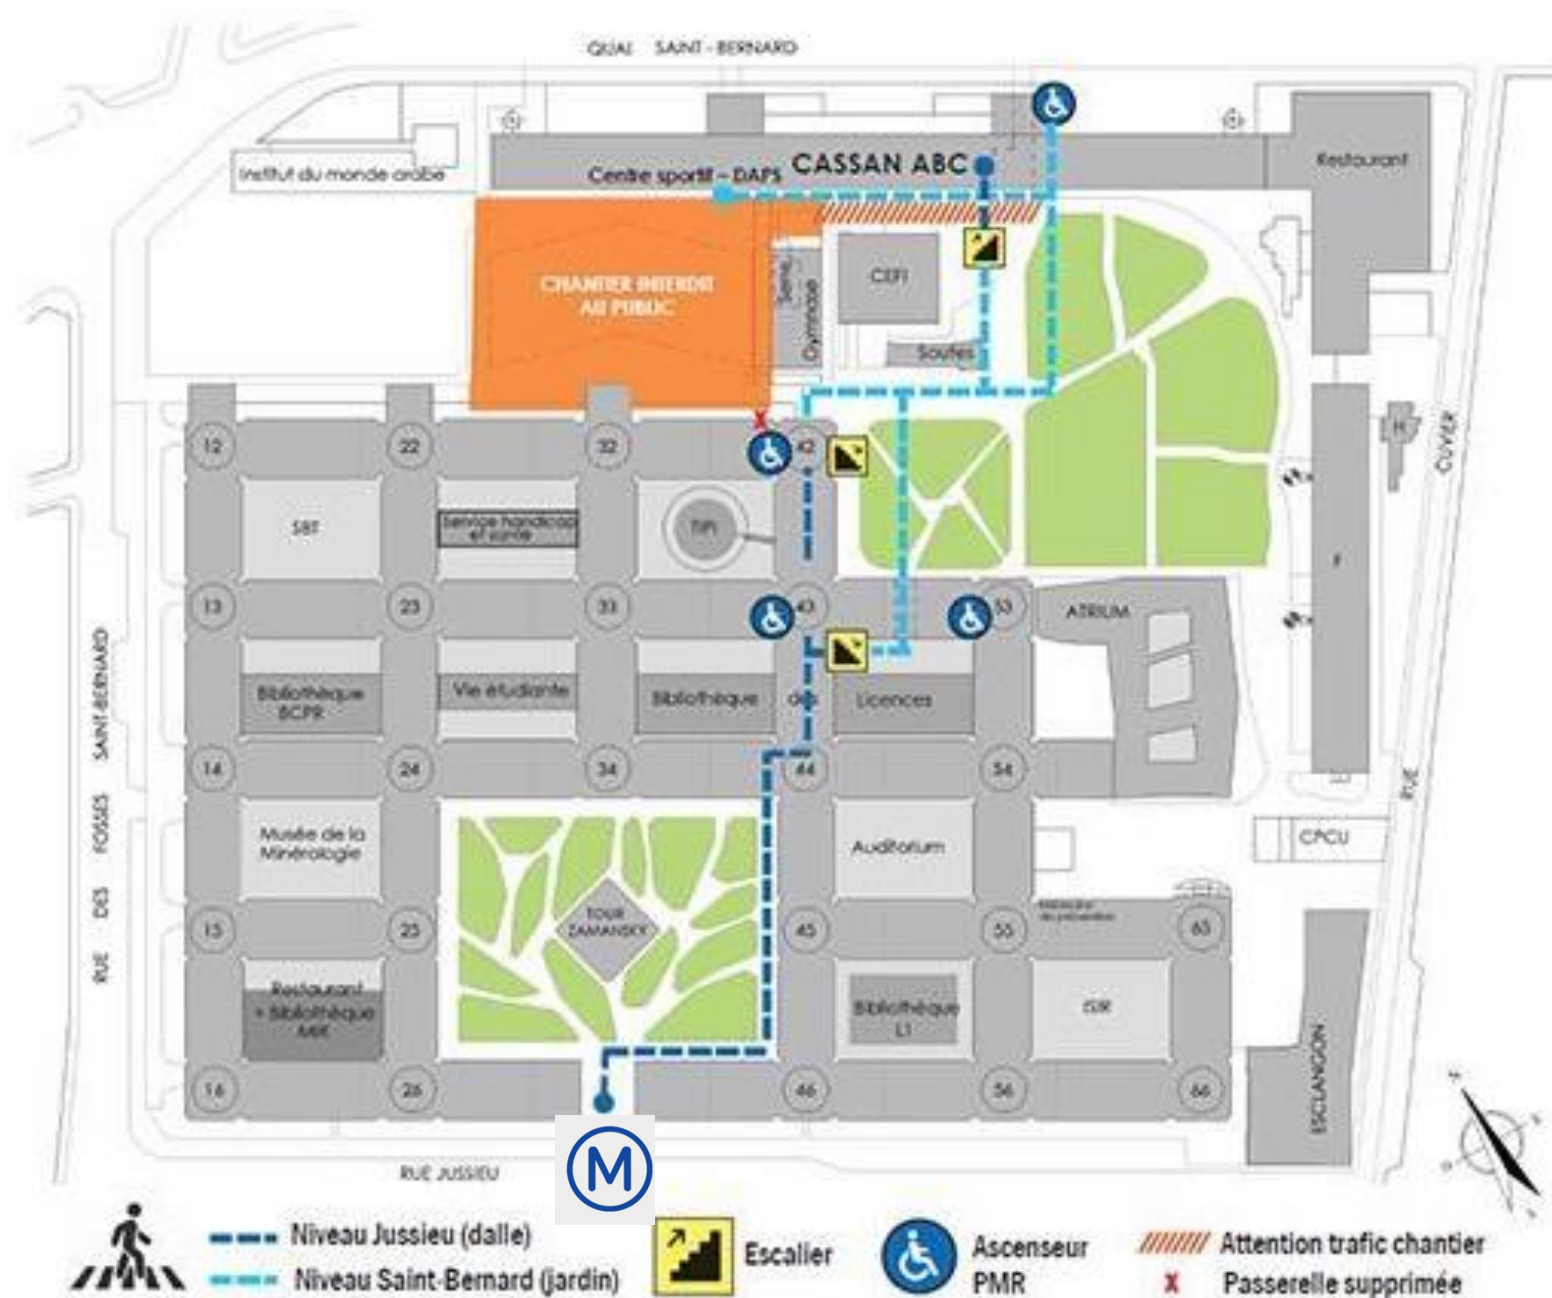 QUAI SAINT-BERNARD
Institut du monde arabe
Centre sportif - DAPS
CASSAN ABC
Restaurant
CHANTIER INTERDIT
AU PUBLIC
Gymnase
CEFI
Soutes
12
22
32
42
H
CUVIER
SBT
Service handicap
et santé
TIPI
F
13
23
33
43
53
ATRIUM
RUE DES FOSSES SAINT-BERNARD
Bibliothèque
BCPR
Vie étudiante
Bibliothèque
des
Licences
14
24
34
44
54
RUE
Musée de la
Minérologie
Auditorium
CPCU
TOUR
ZAMANSKY
15
25
45
55
65
Restaurant
+ Bibliothèque
MIR
Bibliothèque
L1
ISIR
ESCLANGON
16
26
46
56
66
M
RUE JUSSIEU
Niveau Jussieu (dalle)
Niveau Saint-Bernard (jardin)
Escalier
Ascenseur
PMR
Attention trafic chantier
X Passerelle supprimée